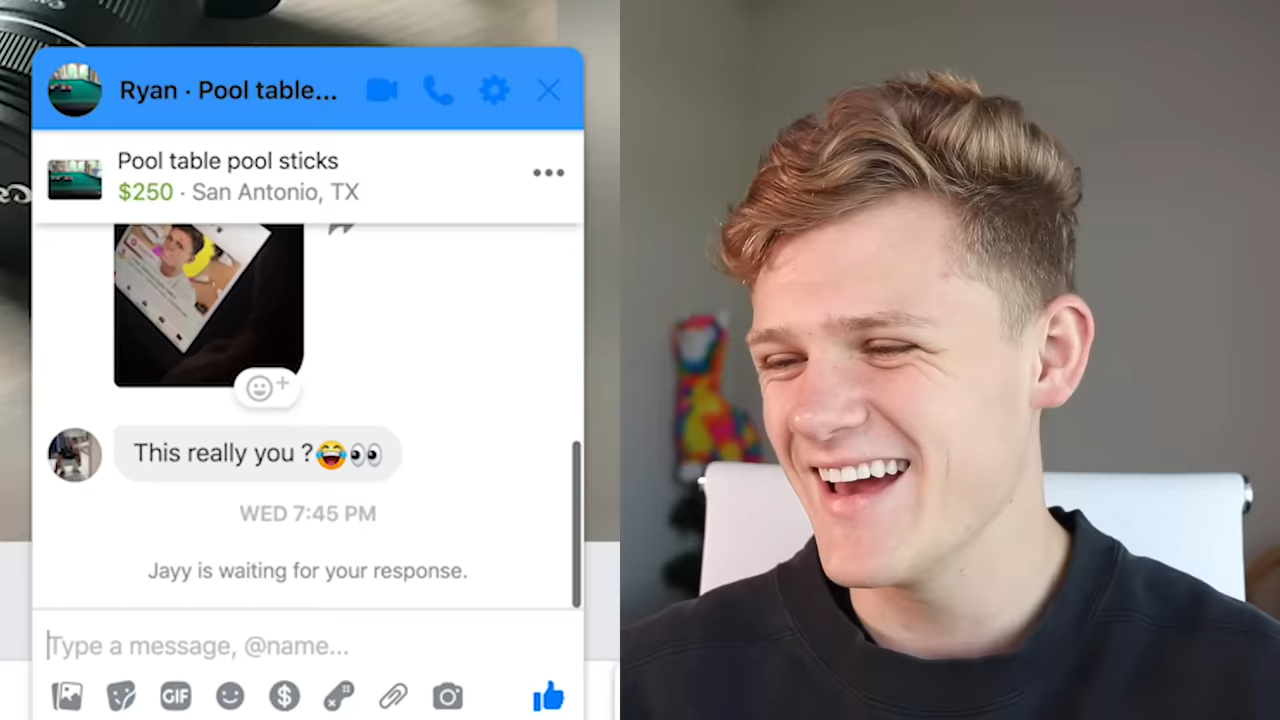 Ryan · Pool table...
Pool table pool sticks
$250 · San Antonio, TX
This really you ?😂👀
WED 7:45 PM
Jayy is waiting for your response.
Type a message, @name...
GIF